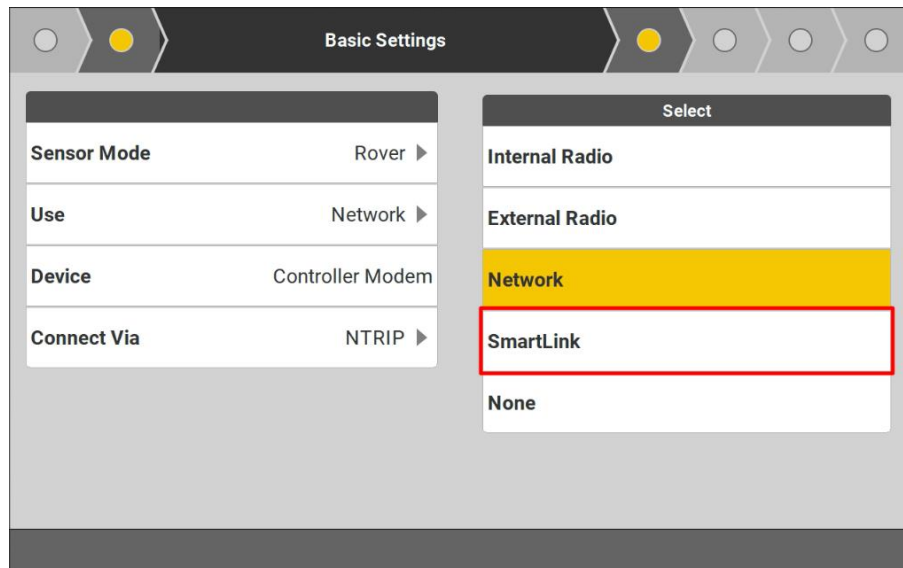 Basic Settings
Sensor Mode Rover
Use Network
Device Controller Modem
Connect Via NTRIP
Select
Internal Radio
External Radio
Network
SmartLink
None